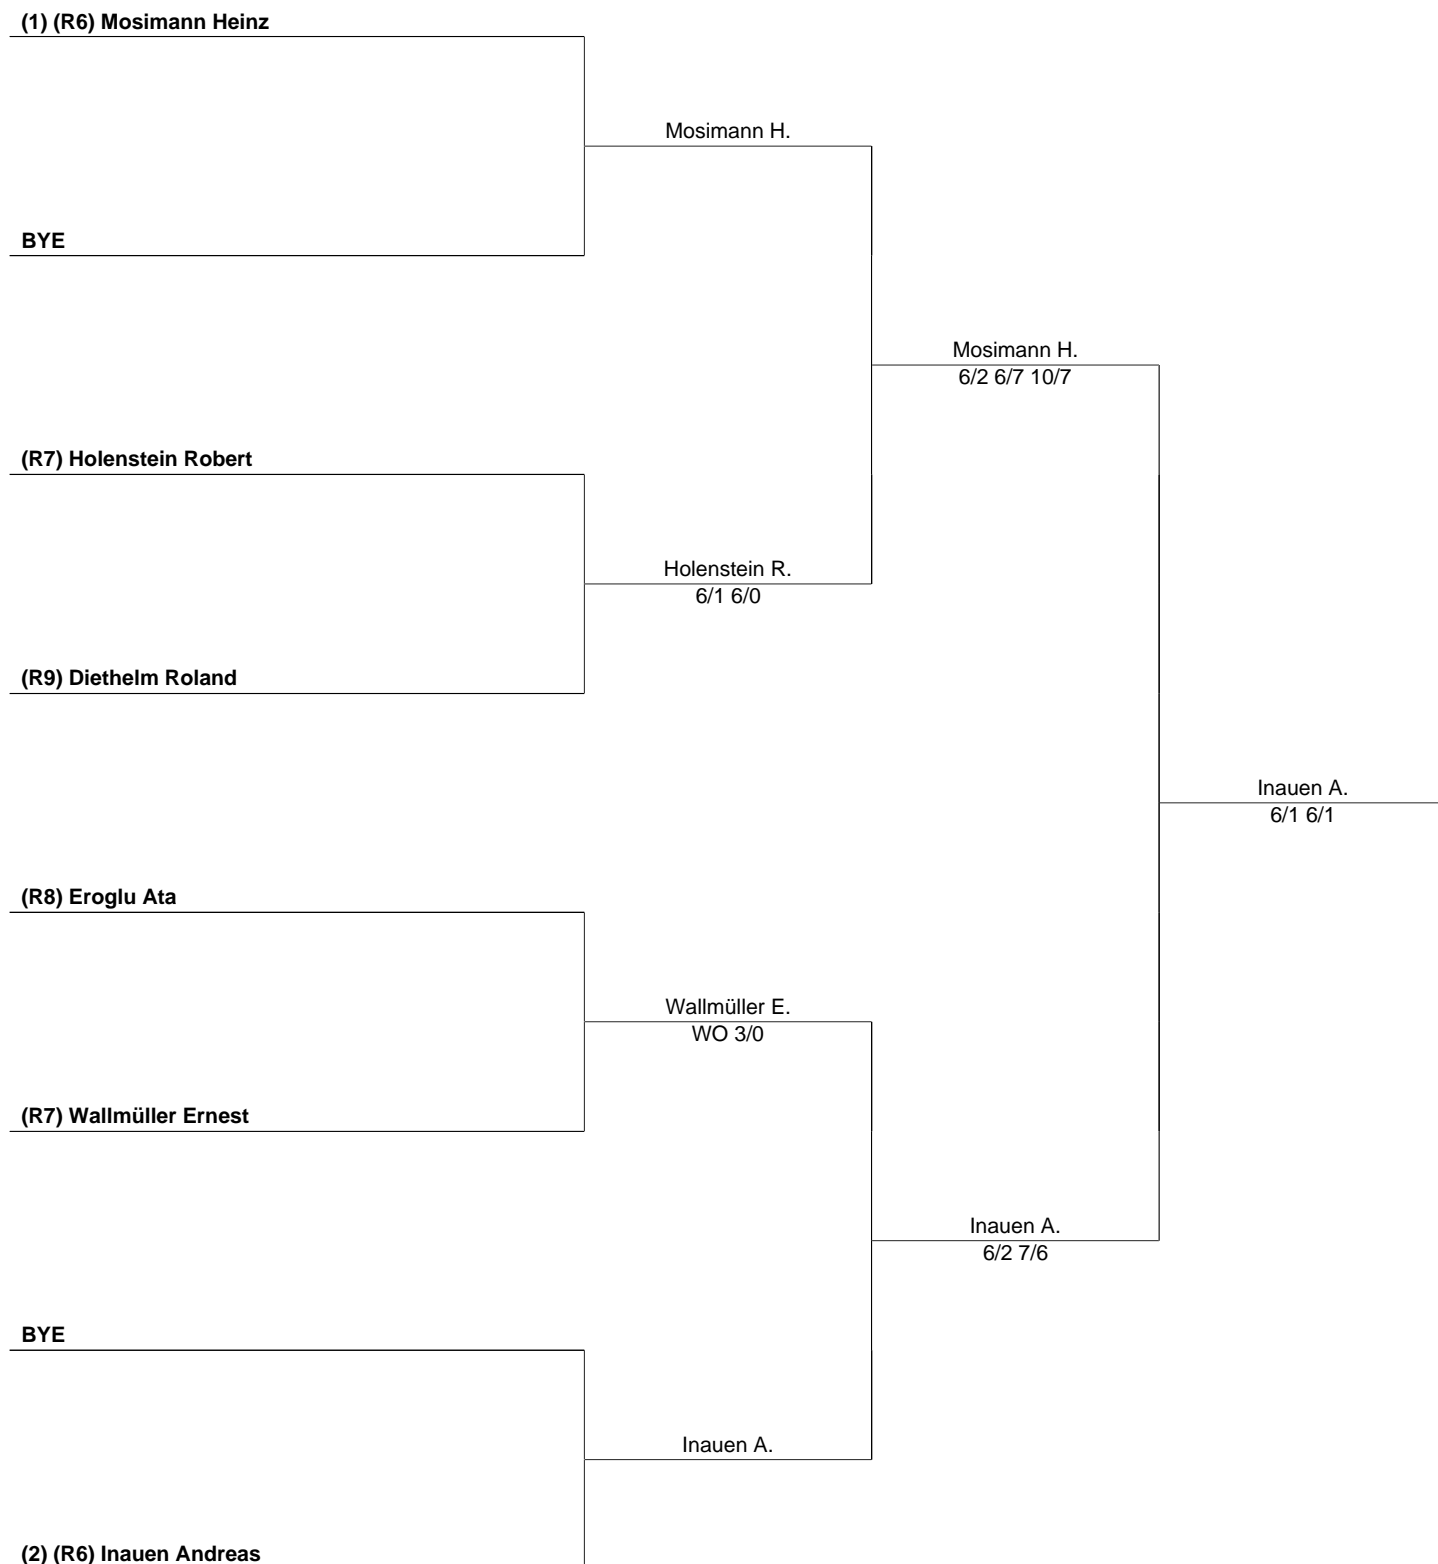 (1) (R6) Mosimann Heinz
Mosimann H.
BYE
Mosimann H.
6/2 6/7 10/7
(R7) Holenstein Robert
Holenstein R.
6/1 6/0
(R9) Diethelm Roland
Inauen A.
6/1 6/1
(R8) Eroglu Ata
Wallmüller E.
WO 3/0
(R7) Wallmüller Ernest
Inauen A.
6/2 7/6
BYE
Inauen A.
(2) (R6) Inauen Andreas